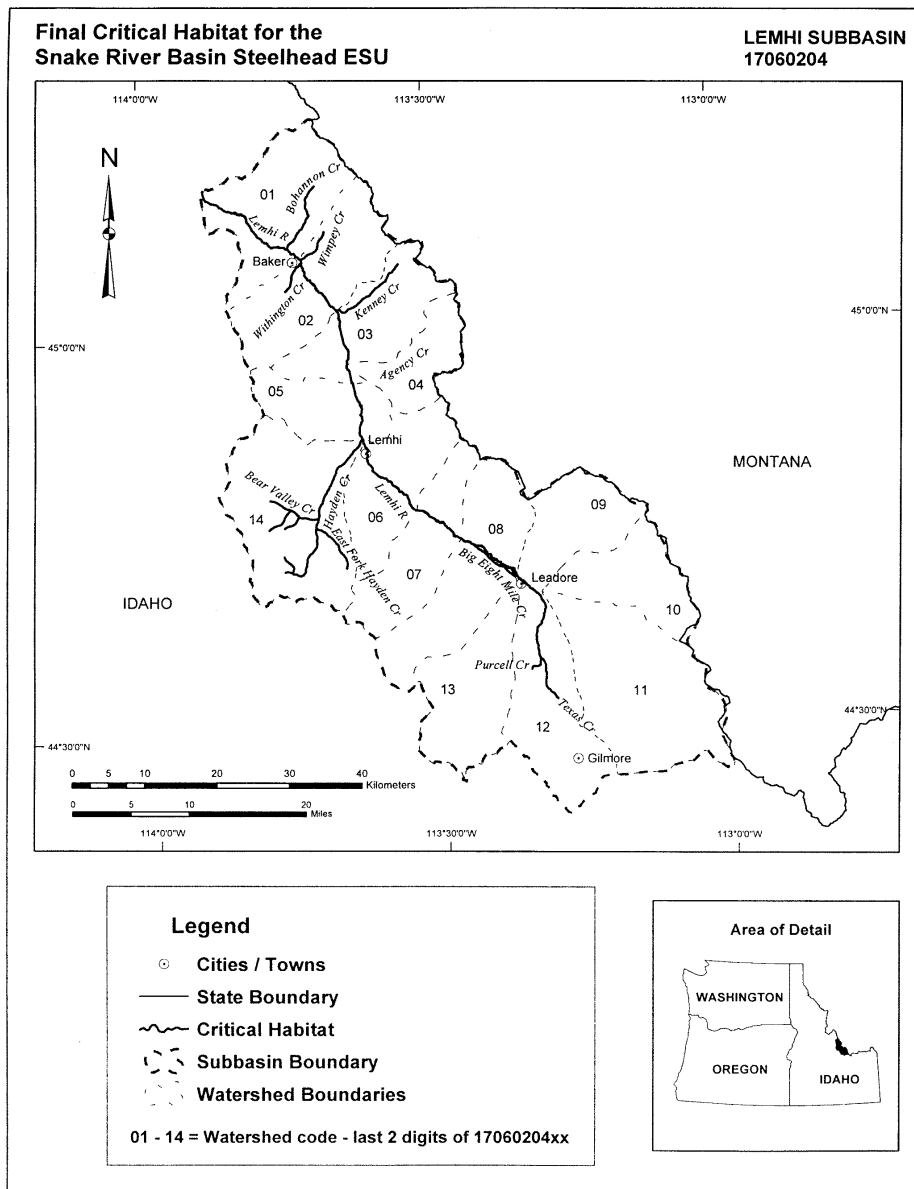 Final Critical Habitat for the
Snake River Basin Steelhead ESU
LEMHI SUBBASIN
17060204
114°0'0"W
113°30'0"W
113°0'0"W
N
01
Bohannon Cr
Lemhi R
Wimpey Cr
Baker
Withington Cr
02
Kenney Cr
03
45°0'0"N
45°0'0"N
Agency Cr
04
05
Lemhi
MONTANA
Bear Valley Cr
Hayden Cr
Lemhi R
09
14
06
08
East Fork Hayden Cr
07
Big Eight Mile Cr
Leadore
IDAHO
10
Purcell Cr
13
11
Texas Cr
12
44°30'0"N
44°30'0"N
Gilmore
0 5 10 20 30 40
Kilometers
0 5 10 20
Miles
114°0'0"W
113°30'0"W
113°0'0"W
Legend
Cities / Towns
State Boundary
Critical Habitat
Subbasin Boundary
Watershed Boundaries
01 - 14 = Watershed code - last 2 digits of 17060204xx
Area of Detail
WASHINGTON
OREGON
IDAHO